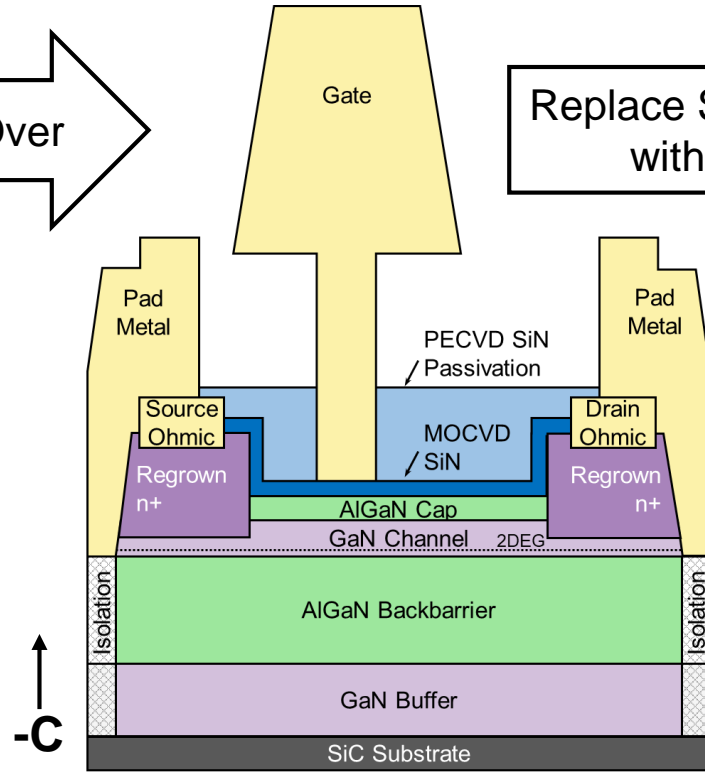 Over
Gate
Replace
with
Pad
Metal
Pad
Metal
PECVD SiN
Passivation
Source
Ohmic
Drain
Ohmic
MOCVD
SiN
Regrown
n+
Regrown
n+
AlGaN Cap
GaN Channel
2DEG
Isolation
AlGaN Backbarrier
Isolation
GaN Buffer
-C
SiC Substrate